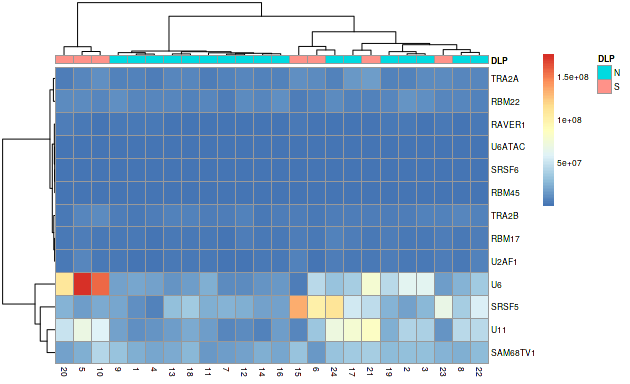 DLP
TRA2A
RBM22
RAVER1
U6ATAC
SRSF6
RBM45
TRA2B
RBM17
U2AF1
U6
SRSF5
U11
SAM68TV1
20 5 10 9 1 4 13 18 11 7 12 14 16 15 6 24 17 21 19 2 3 23 8 22
1.5e+08
1e+08
5e+07
DLP
N
S